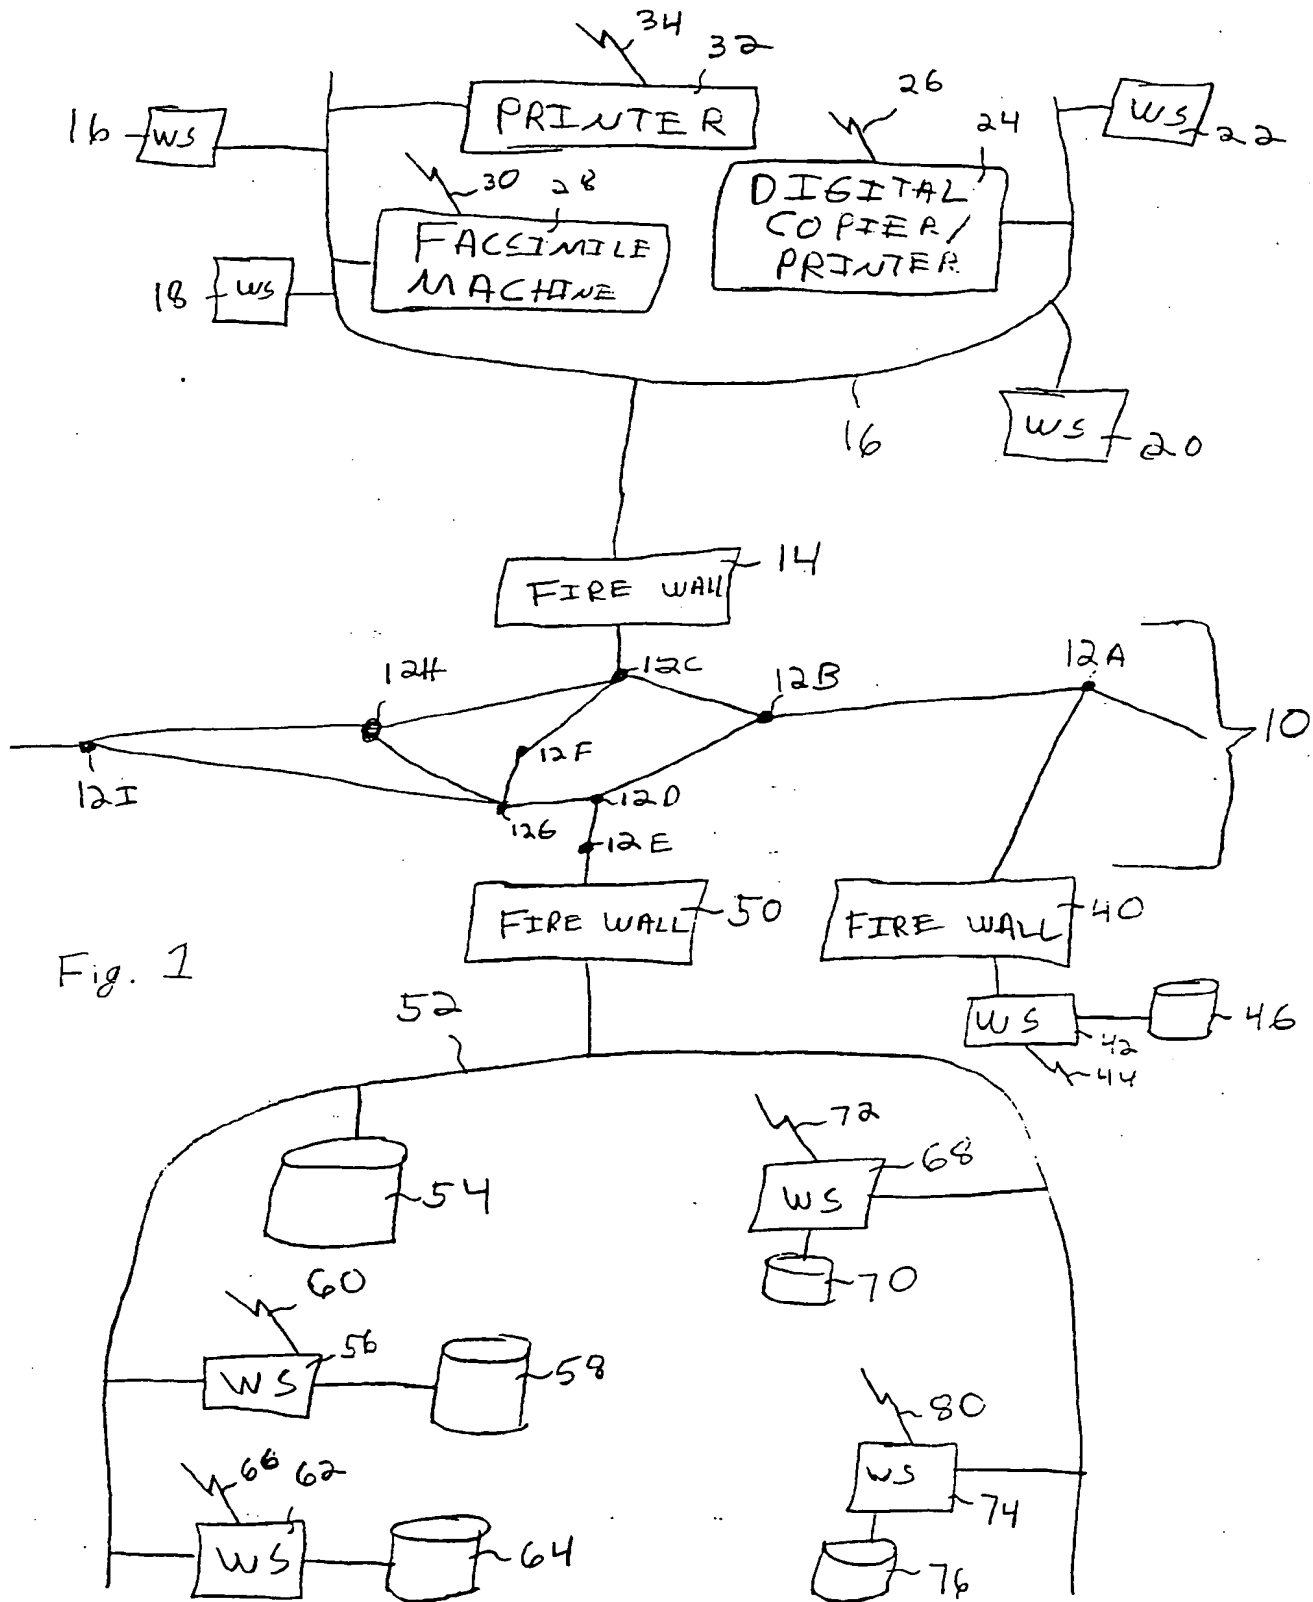 34
32
PRINTER
26
24
16
WS
WS
22
30
28
FACSIMILE
MACHINE
DIGITAL
COPIER/
PRINTER
18
WS
16
WS
20
FIRE WALL
14
12H
12C
12B
12A
10
12F
12I
12G
12D
12E
FIRE WALL
50
FIRE WALL
40
Fig. 1
52
WS
42
44
46
54
72
68
WS
70
60
56
WS
58
80
WS
74
76
66
62
WS
64